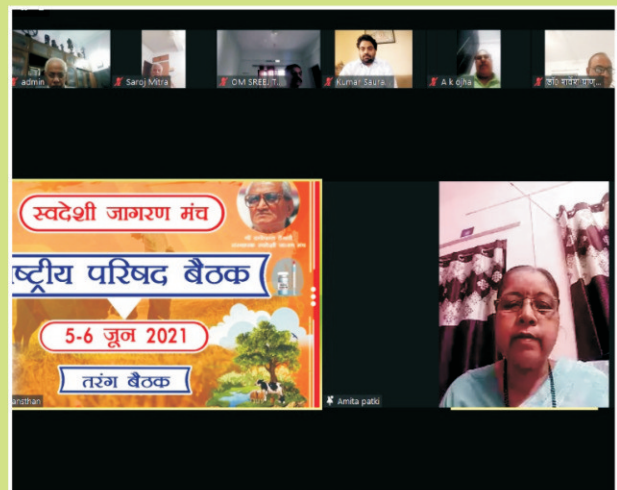 admin
Saroj Mitra
OM SREE: T...
Kumar Saura...
A k ojha
स्वदेशी जागरण मंच
ष्ट्रीय परिषद बैठक
5-6 जून 2021
तरंग बैठक
ansthan
Amita patki